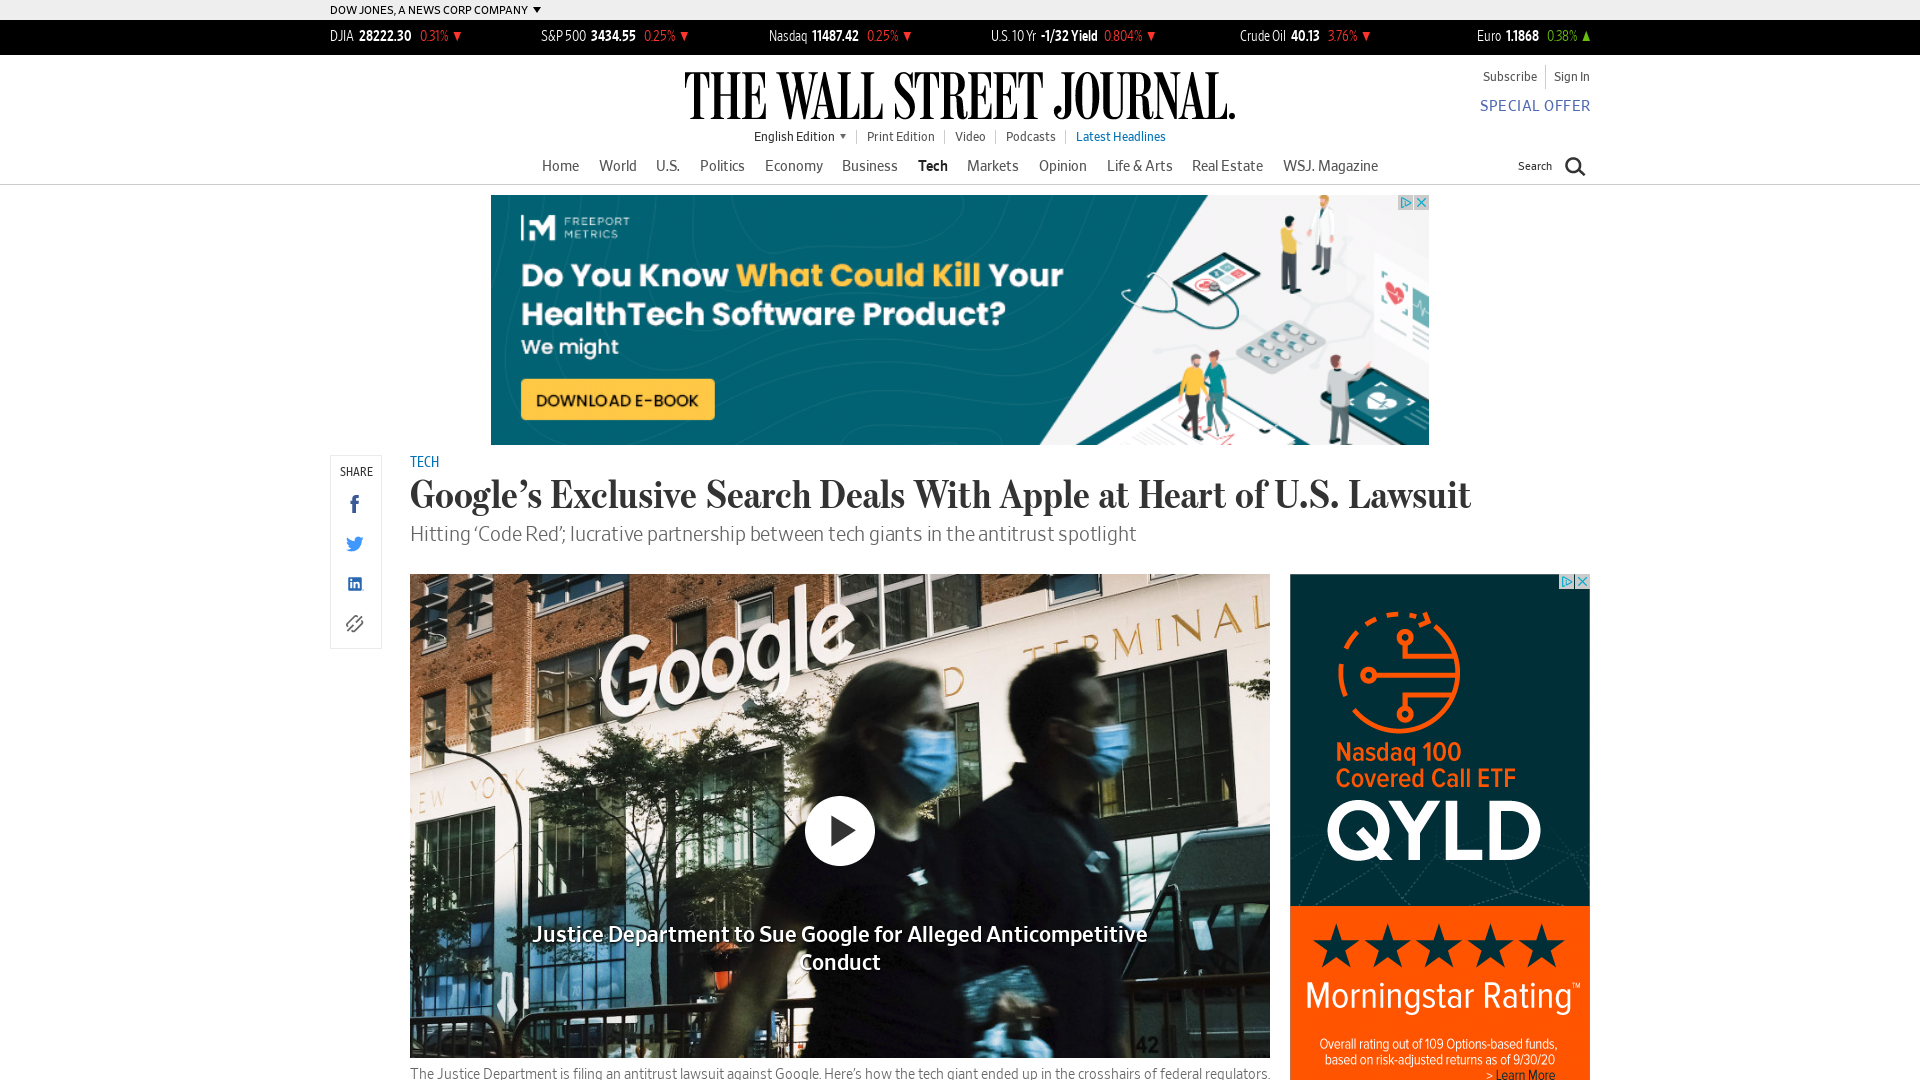 DOW JONES, A NEWS CORP COMPANY
DJIA 28222.30 0.31% S&P 500 3434.55 0.25% Nasdaq 11487.42 0.25% U.S. 10 Yr -1/32 Yield 0.804% Crude Oil 40.13 3.76% Euro 1.1868 0.38%
THE WALL STREET JOURNAL.
Subscribe Sign In
SPECIAL OFFER
English Edition Print Edition Video Podcasts Latest Headlines
Home World U.S. Politics Economy Business Tech Markets Opinion Life & Arts Real Estate WSJ. Magazine Search
FREEPORT
METRICS
Do You Know What Could Kill Your
HealthTech Software Product?
We might
DOWNLOAD E-BOOK
SHARE
TECH
Google’s Exclusive Search Deals With Apple at Heart of U.S. Lawsuit
Hitting ‘Code Red’; lucrative partnership between tech giants in the antitrust spotlight
Google
TERMINAL
NEW YORK
42
Justice Department to Sue Google for Alleged Anticompetitive
Conduct
The Justice Department is filing an antitrust lawsuit against Google. Here’s how the tech giant ended up in the crosshairs of federal regulators.
Nasdaq 100
Covered Call ETF
QYLD
Morningstar Rating™
Overall rating out of 109 Options-based funds,
based on risk-adjusted returns as of 9/30/20
> Learn More